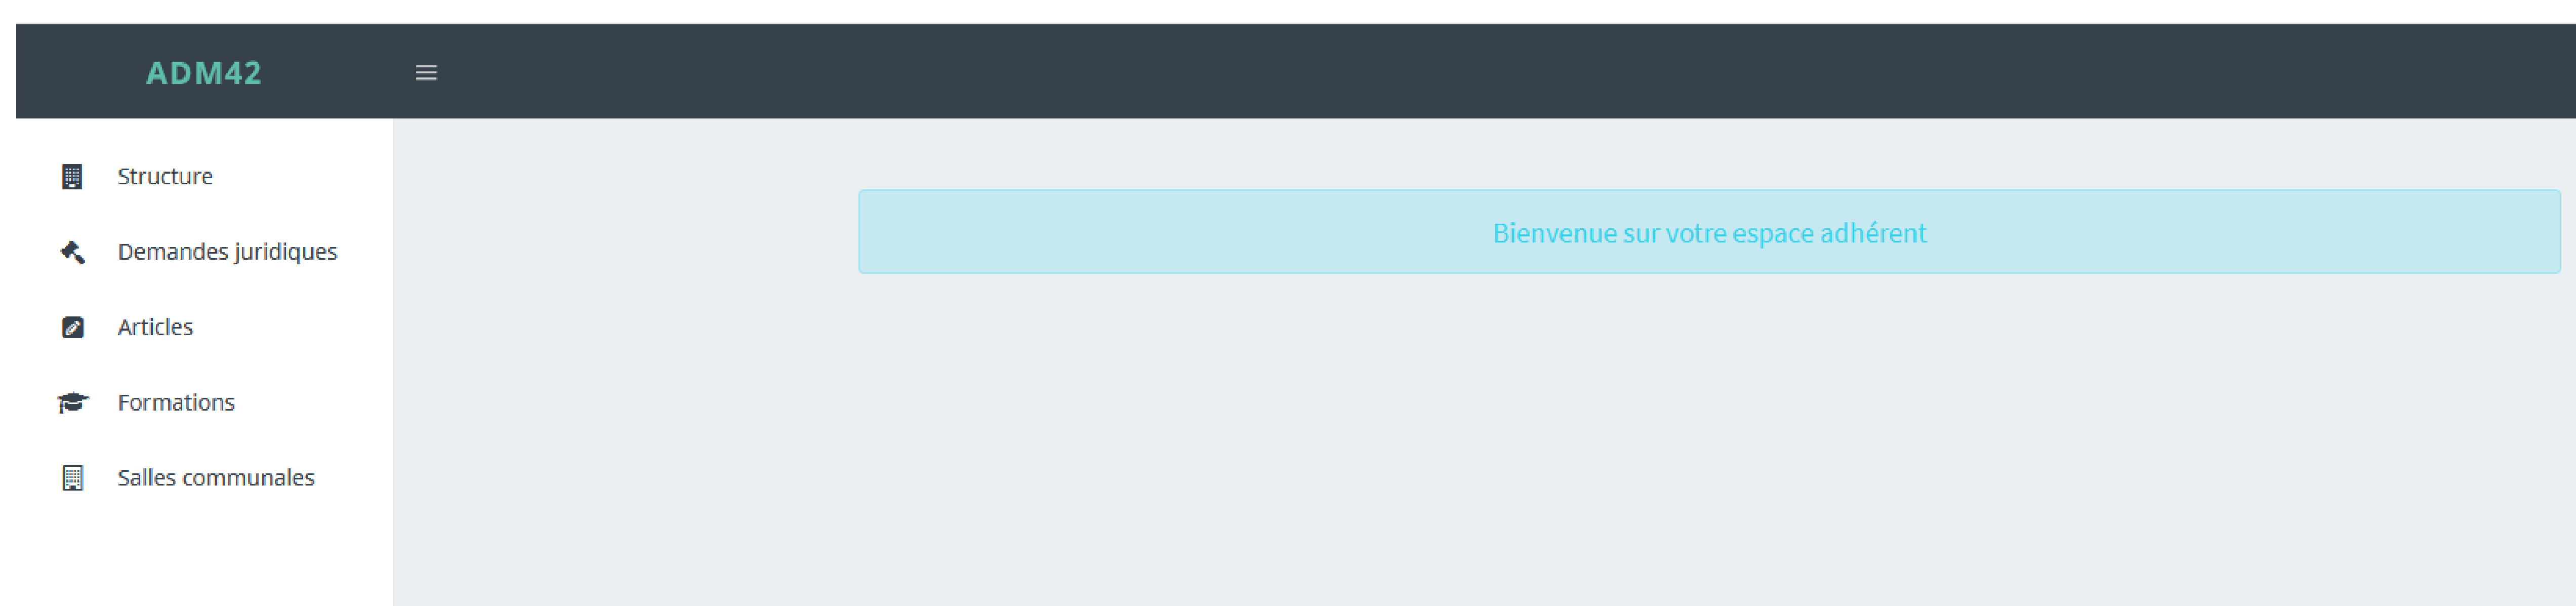 ADM42
Structure
Demandes juridiques
Articles
Formations
Salles communales
Bienvenue sur votre espace adhérent